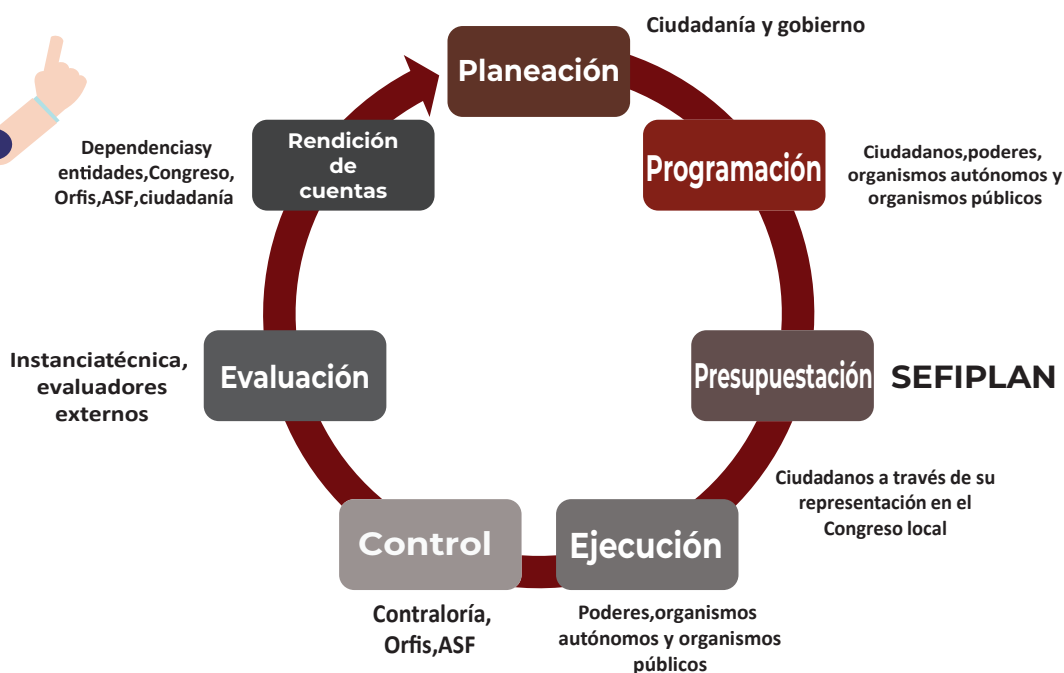 Ciudadanía y gobierno
Planeación
Programación
Ciudadanos,poderes,
organismos autónomos y
organismos públicos
Presupuestación
SEFIPLAN
Ciudadanos a través de su
representación en el
Congreso local
Ejecución
Poderes,organismos
autónomos y organismos
públicos
Control
Contraloría,
Orfis,ASF
Evaluación
Instanciatécnica,
evaluadores
externos
Rendición
de
cuentas
Dependenciasy
entidades,Congreso,
Orfis,ASF,ciudadanía